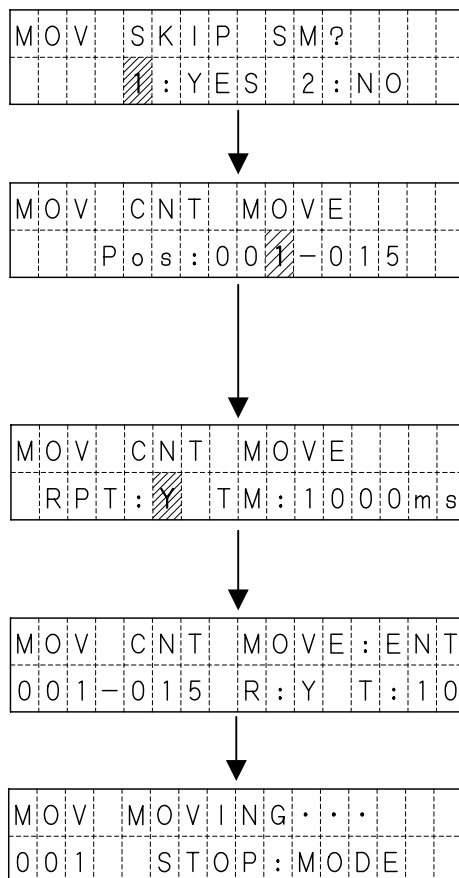 MOV SKIP SM?
1:YES 2:NO
MOV CNT MOVE
Pos:001-015
MOV CNT MOVE
RPT:Y TM:1000ms
MOV CNT MOVE:ENT
001-015 R:Y T:10
MOV MOVING···
001 STOP:MODE